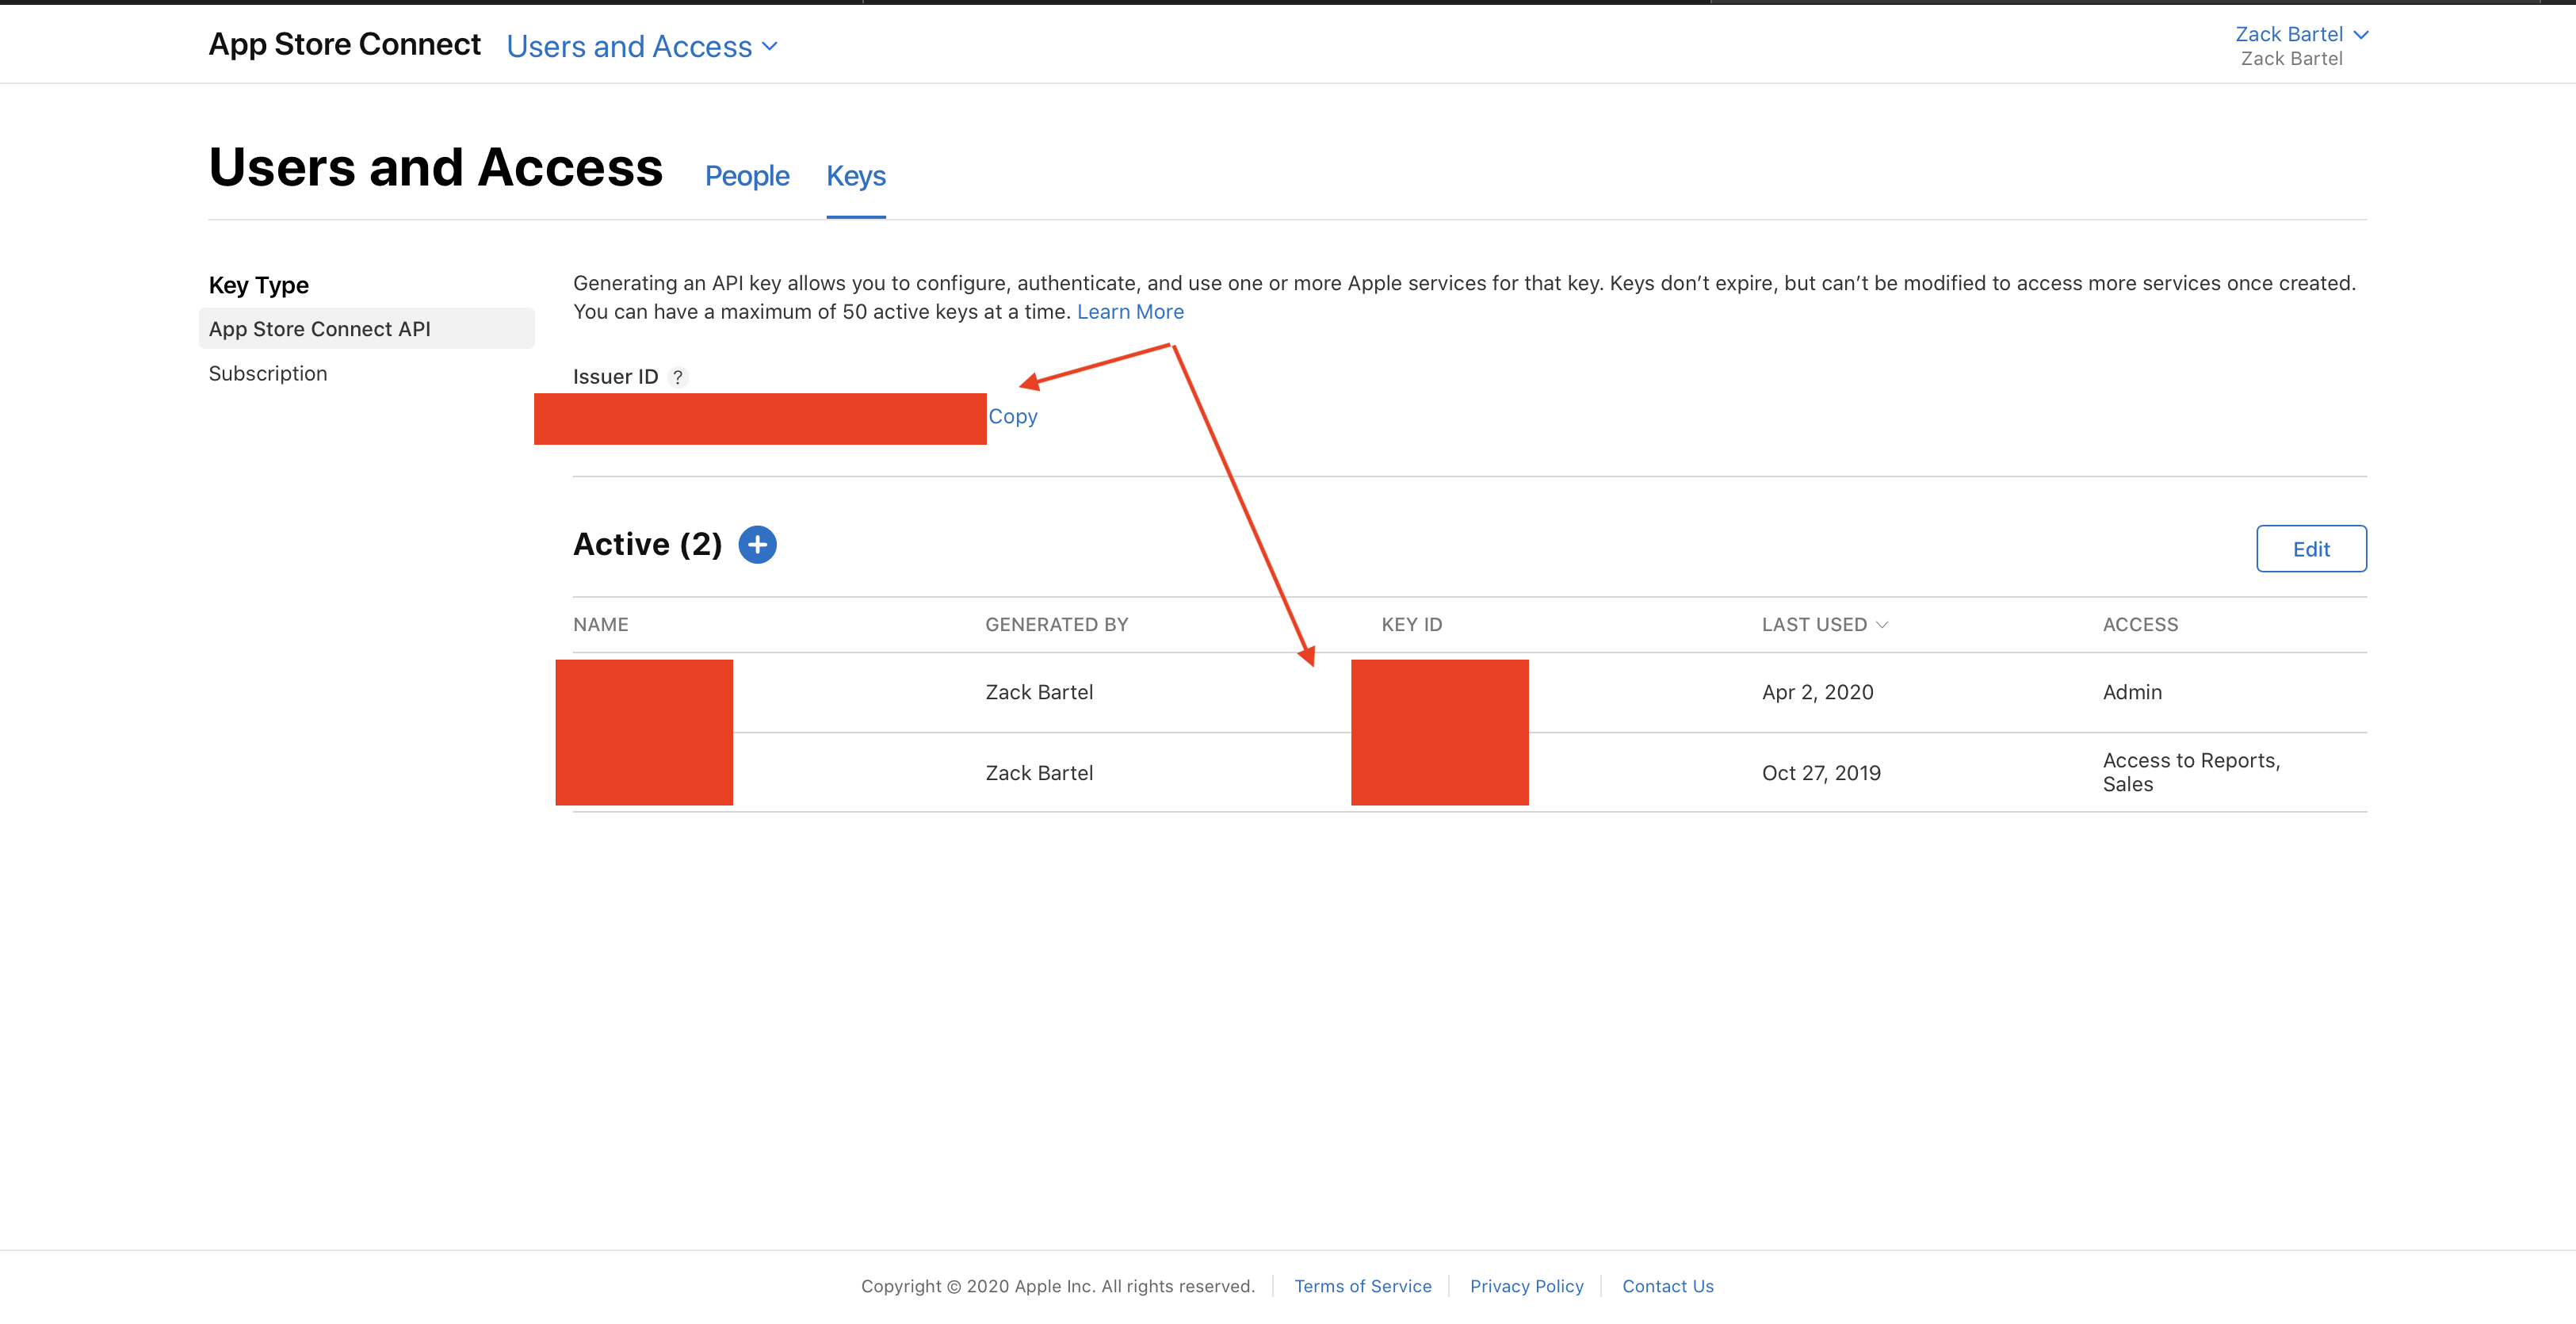 App Store Connect Users and Access
Zack Bartel
Zack Bartel
Users and Access People Keys
Key Type
App Store Connect API
Subscription
Generating an API key allows you to configure, authenticate, and use one or more Apple services for that key. Keys don’t expire, but can’t be modified to access more services once created.
You can have a maximum of 50 active keys at a time. Learn More
Issuer ID ?
Copy
Active (2)
Edit
NAME GENERATED BY KEY ID LAST USED ACCESS
Zack Bartel Apr 2, 2020 Admin
Zack Bartel Oct 27, 2019 Access to Reports,
Sales
Copyright © 2020 Apple Inc. All rights reserved. Terms of Service Privacy Policy Contact Us